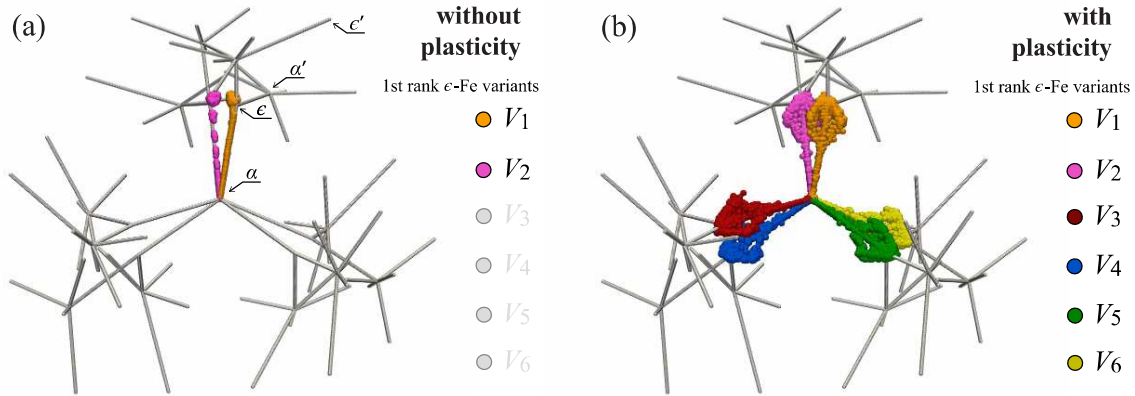 (a)
without
plasticity
1st rank ϵ-Fe variants
ϵ′
α′
ϵ
α
V1
V2
V3
V4
V5
V6
(b)
with
plasticity
1st rank ϵ-Fe variants
V1
V2
V3
V4
V5
V6